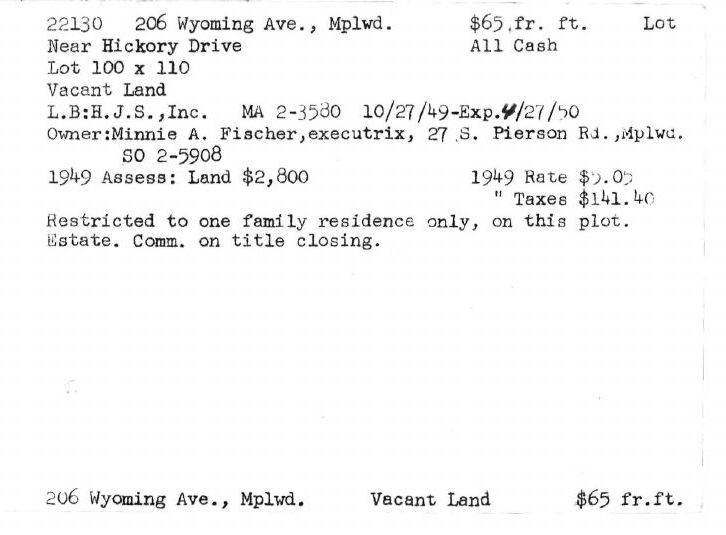 22130 206 Wyoming Ave., Mplwd. $65.fr. ft. Lot
Near Hickory Drive All Cash
Lot 100 x 110
Vacant Land
L.B:H.J.S.,Inc. MA 2-3580 10/27/49-Exp.4/27/50
Owner:Minnie A. Fischer,executrix, 27 S. Pierson Rd.,Mplwd.
SO 2-5908
1949 Assess: Land $2,800 1949 Rate $5.05
" Taxes $141.40
Restricted to one family residence only, on this plot.
Estate. Comm. on title closing.
206 Wyoming Ave., Mplwd. Vacant Land $65 fr.ft.